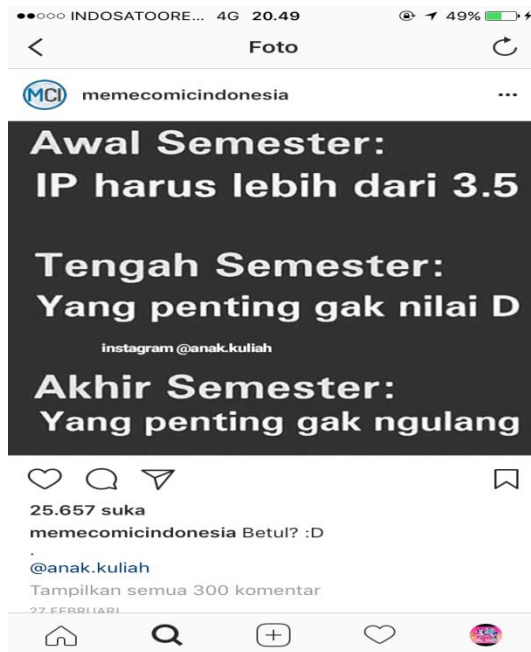 INDOSATOORE... 4G 20.49 49%
Foto
MCI memecomicindonesia
Awal Semester:
IP harus lebih dari 3.5
Tengah Semester:
Yang penting gak nilai D
instagram @anak.kuliah
Akhir Semester:
Yang penting gak ngulang
25.657 suka
memecomicindonesia Betul? :D
.
@anak.kuliah
Tampilkan semua 300 komentar
27 FEBRUARI